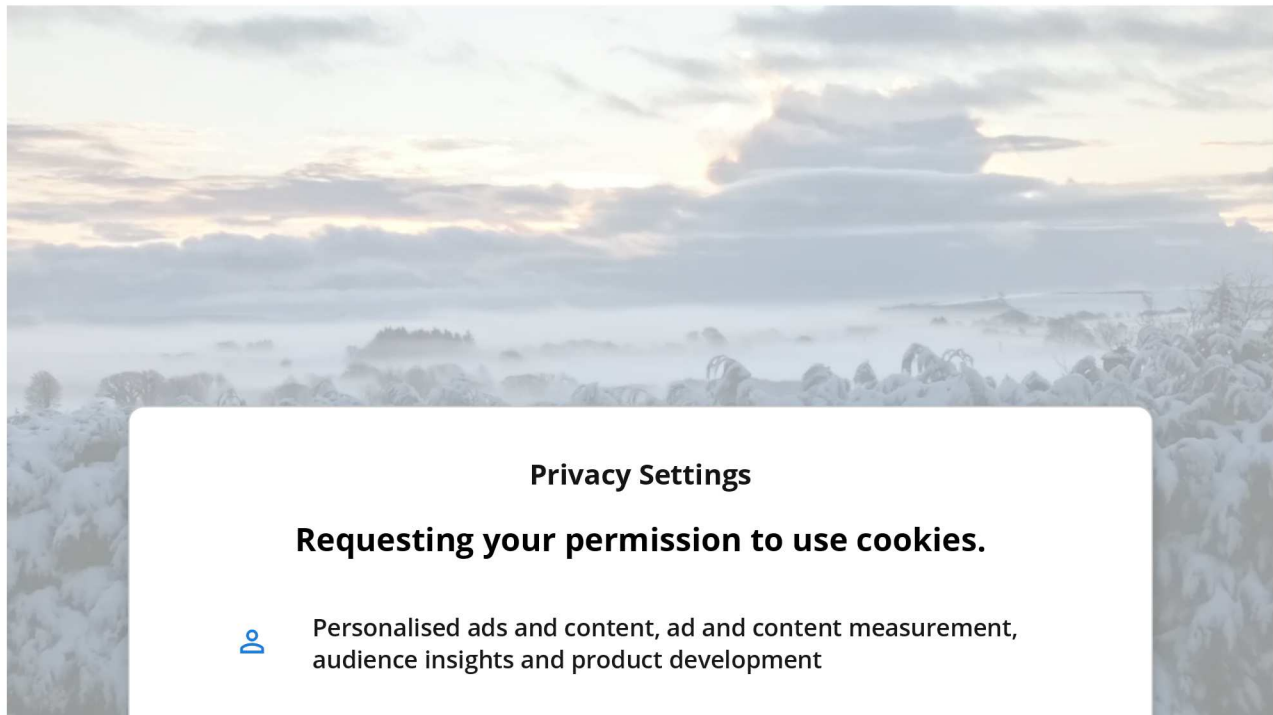 Privacy Settings
Requesting your permission to use cookies.
Personalised ads and content, ad and content measurement,
audience insights and product development